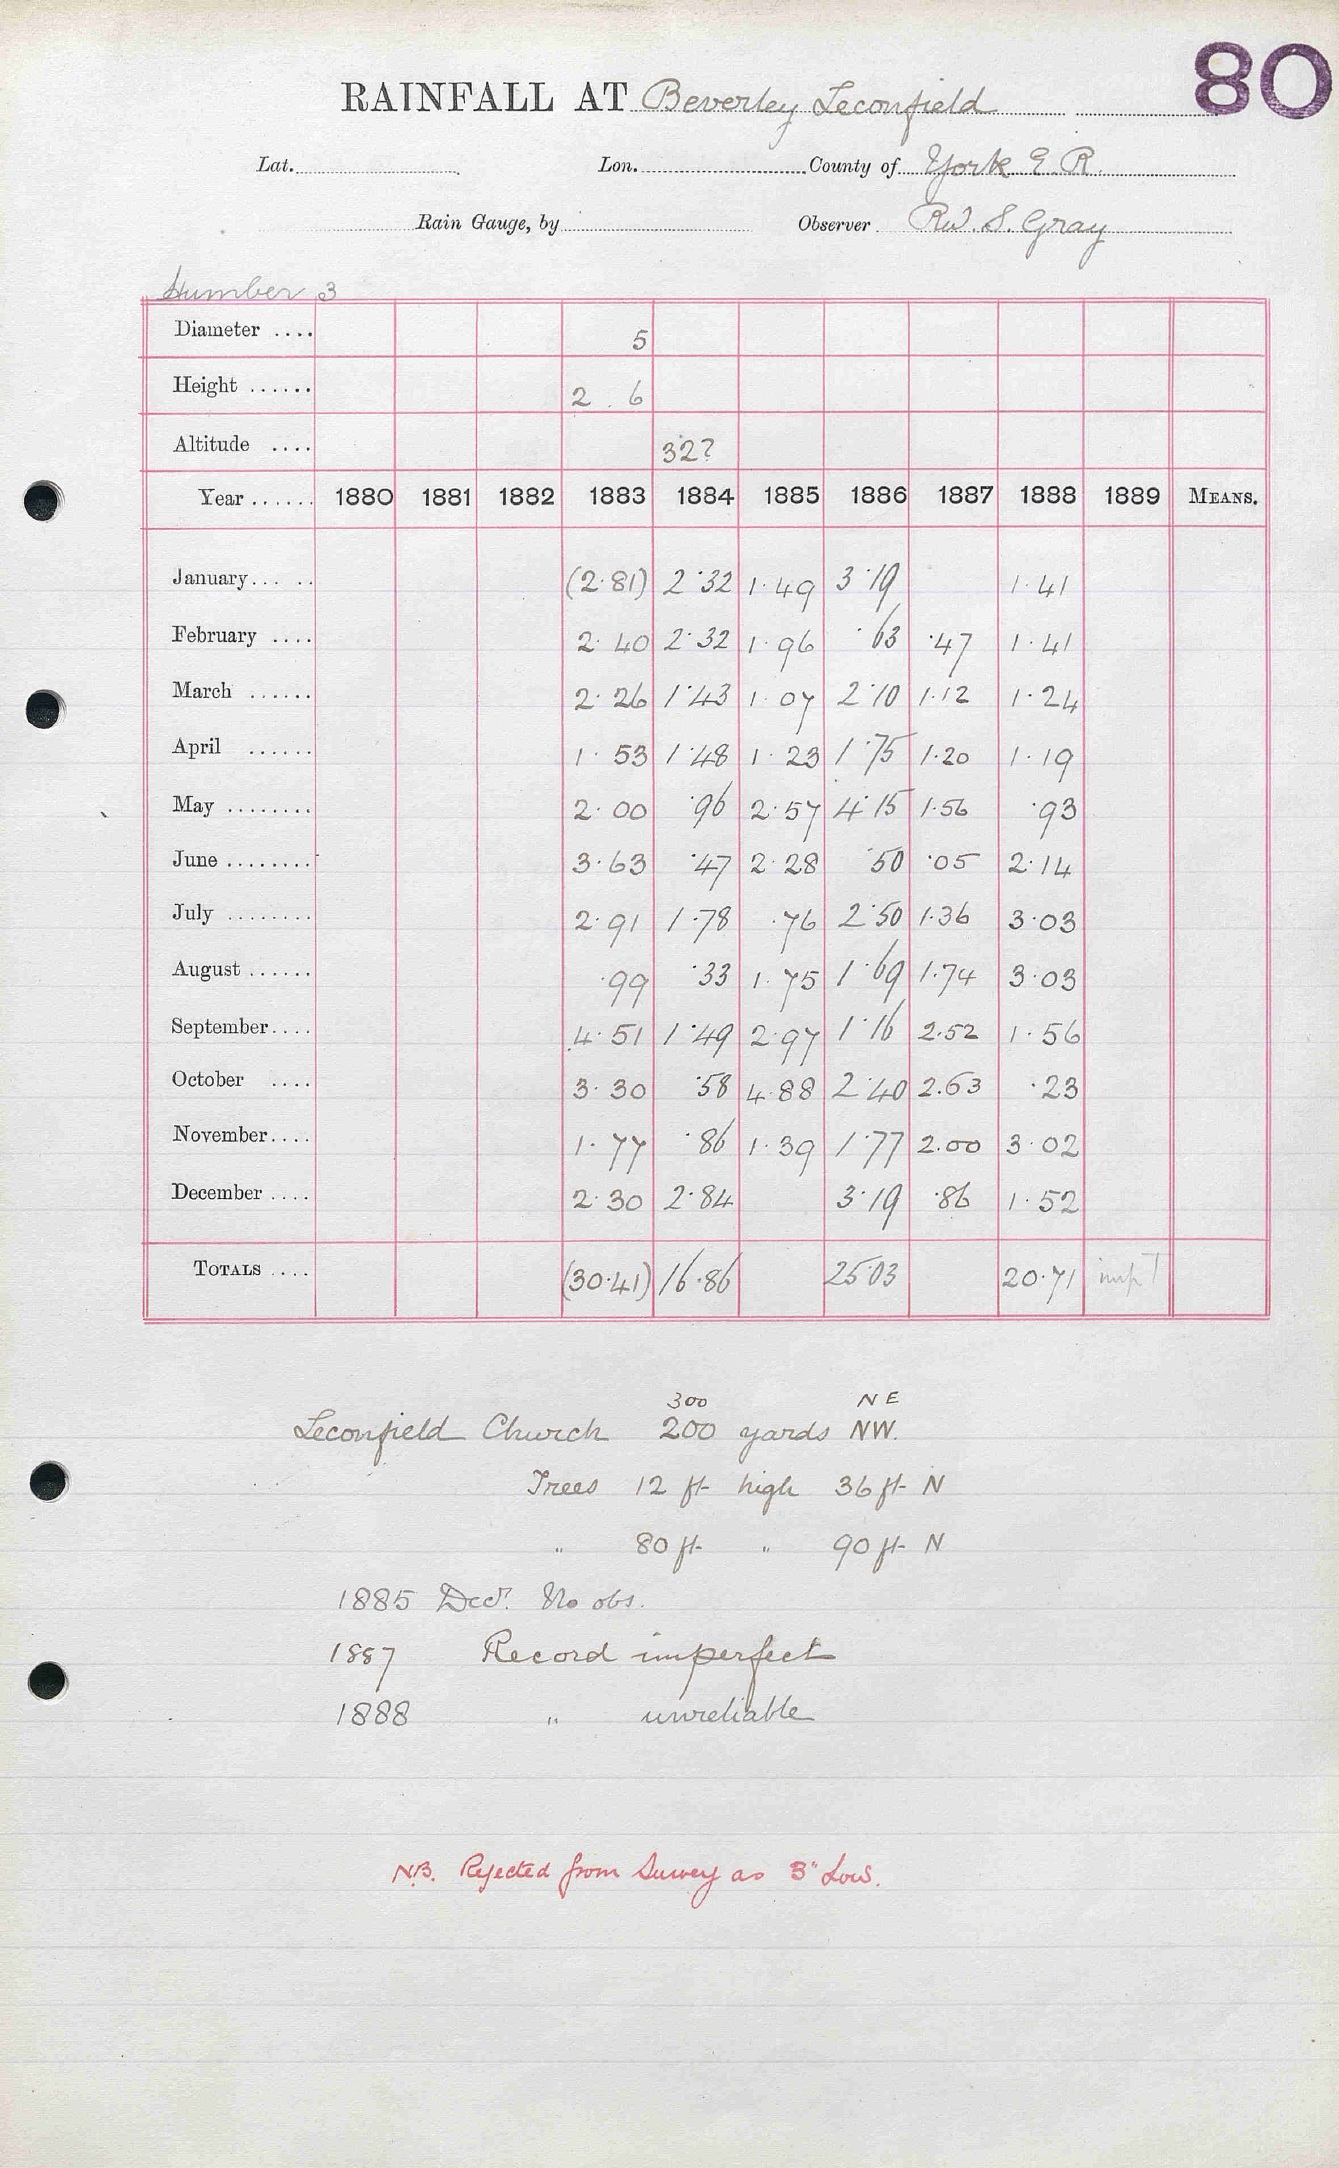 80
RAINFALL AT Beverley Leconfield
Lat. Lon. County of York E.R.
Rain Gauge, by Observer Rev. S. Gray
Humber 3
Diameter .... 5
Height ...... 2 . 6
Altitude .... 32?
Year ...... 1880 1881 1882 1883 1884 1885 1886 1887 1888 1889 MEANS.
January... .. (2.81) 2.32 1.49 3.19 1.41
February .... 2.40 2.32 1.96 .63 .47 1.41
March ...... 2.26 1.43 1.07 2.10 1.12 1.24
April ...... 1.53 1.48 1.23 1.75 1.20 1.19
May ........ 2.00 .96 2.57 4.15 1.56 .93
June ........ 3.63 .47 2.28 .50 .05 2.14
July ........ 2.91 1.78 .76 2.50 1.36 3.03
August ...... .99 .33 1.75 1.69 1.74 3.03
September.... 4.51 1.49 2.97 1.16 2.52 1.56
October .... 3.30 .58 4.88 2.40 2.63 .23
November.... 1.77 .86 1.39 1.77 2.00 3.02
December .... 2.30 2.84 3.19 .86 1.52
TOTALS .... (30.41) 16.86 25.03 20.71 impT
300 NE
Leconfield Church 200 yards NW.
Trees 12 ft high 36 ft N
" 80 ft " 90 ft N
1885 Decr. No obs.
1887 Record imperfect
1888 " unreliable
N.B. Rejected from Survey as 3" Low.